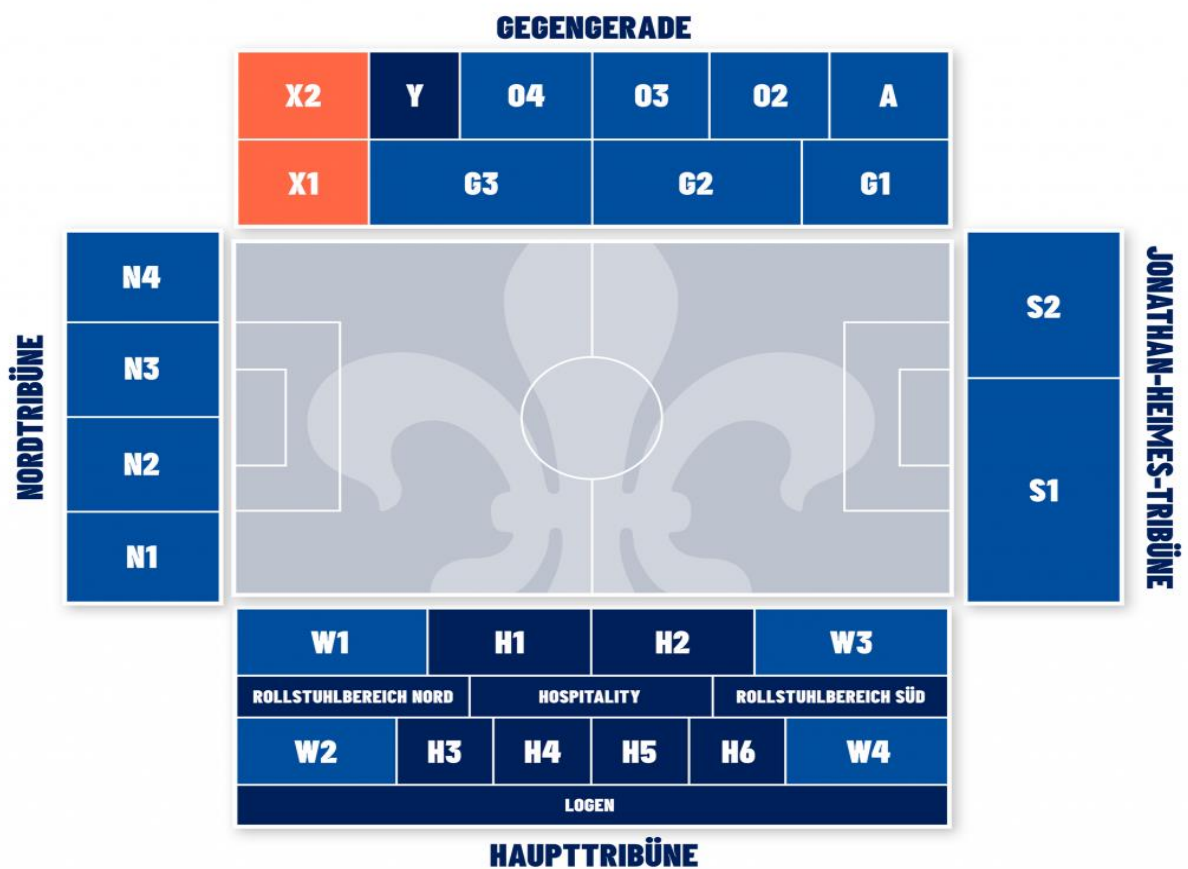 GEGENGERADE
X2 Y O4 O3 O2 A
X1 G3 G2 G1
NORDTRIBÜNE
N4
N3
N2
N1
S2
S1
JONATHAN-HEIMES-TRIBÜNE
W1 H1 H2 W3
ROLLSTUHLBEREICH NORD HOSPITALITY ROLLSTUHLBEREICH SÜD
W2 H3 H4 H5 H6 W4
LOGEN
HAUPTTRIBÜNE